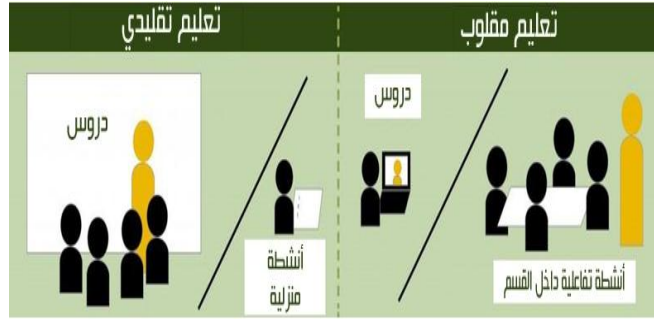 تعليم مقلوب
تعليم تقليدي
دروس
أنشطة تفاعلية داخل القسم
دروس
أنشطة
منزلية